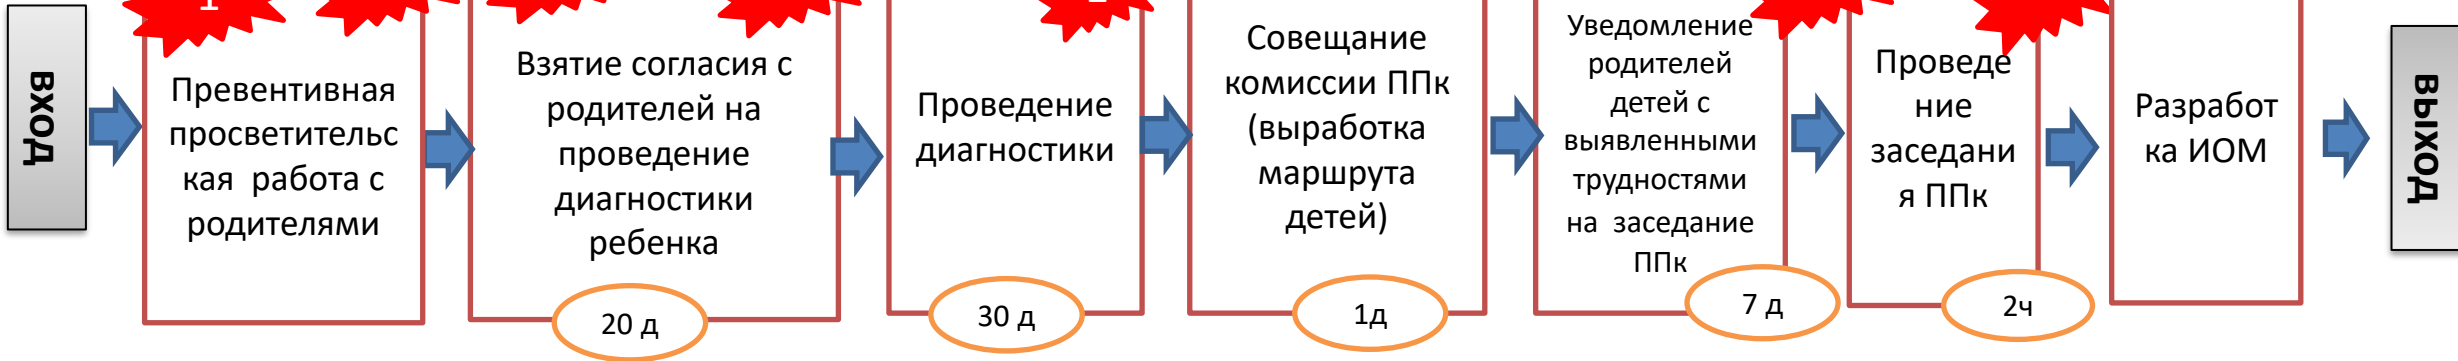 ВХОД
1
Превентивная
просветительс
кая работа с
родителями
Взятие согласия с
родителей на
проведение
диагностики
ребенка
20 д
Проведение
диагностики
30 д
Совещание
комиссии ППк
(выработка
маршрута
детей)
1д
Уведомление
родителей
детей с
выявленными
трудностями
на заседание
ППк
7 д
Проведе
ние
заседани
я ППк
2ч
Разработ
ка ИОМ
ВЫХОД